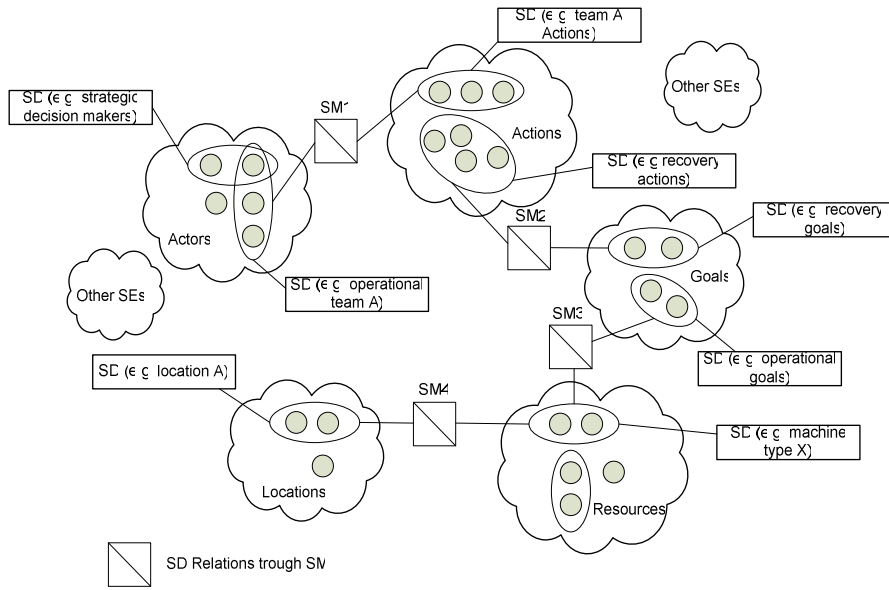 SD (e g team A
Actions)
Other SEs
SD (e g strategic
decision makers)
SM1
Actions
SD (e g recovery
actions)
SM2
SD (e g recovery
goals)
Actors
Goals
Other SEs
SD (e g operational
team A)
SM3
SD (e g operational
goals)
SD (e g location A)
SM4
SD (e g machine
type X)
Locations
Resources
SD Relations trough SM